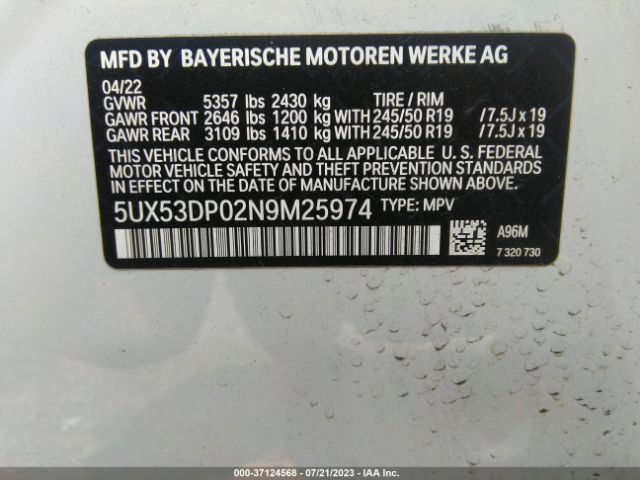 MFD BY BAYERISCHE MOTOREN WERKE AG
04/22
GVWR 5357 lbs 2430 kg TIRE / RIM
GAWR FRONT 2646 lbs 1200 kg WITH 245/50 R19 /7.5J x 19
GAWR REAR 3109 lbs 1410 kg WITH 245/50 R19 /7.5J x 19
THIS VEHICLE CONFORMS TO ALL APPLICABLE U. S. FEDERAL
MOTOR VEHICLE SAFETY AND THEFT PREVENTION
STANDARDS IN EFFECT ON THE DATE OF MANUFACTURE SHOWN ABOVE.
5UX53DP02N9M25974 TYPE: MPV
A96M
7 320 730
000-37124568 - 07/21/2023 - IAA Inc.